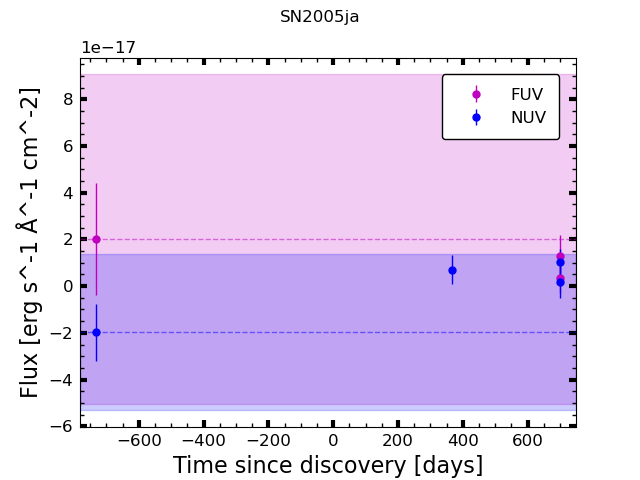 SN2005ja
1e−17
FUV
NUV
8
6
4
2
0
−2
−4
−6
Flux [erg s^-1 Å^-1 cm^-2]
−600 −400 −200 0 200 400 600
Time since discovery [days]